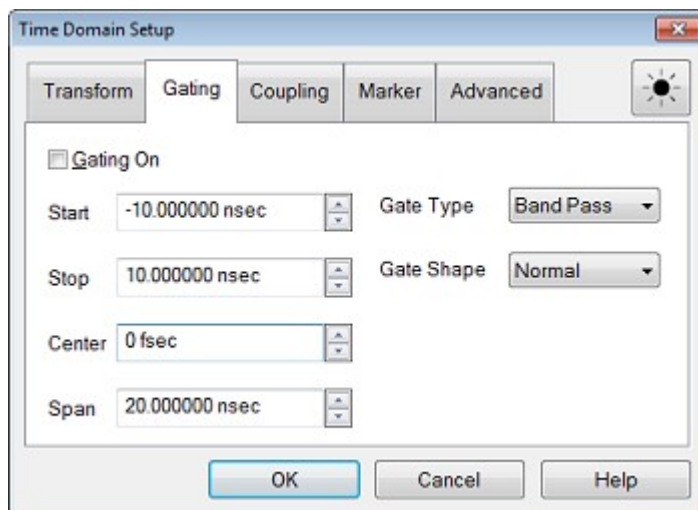 Time Domain Setup
Transform Gating Coupling Marker Advanced
Gating On
Start -10.000000 nsec Gate Type Band Pass
Stop 10.000000 nsec Gate Shape Normal
Center 0 fsec
Span 20.000000 nsec
OK Cancel Help